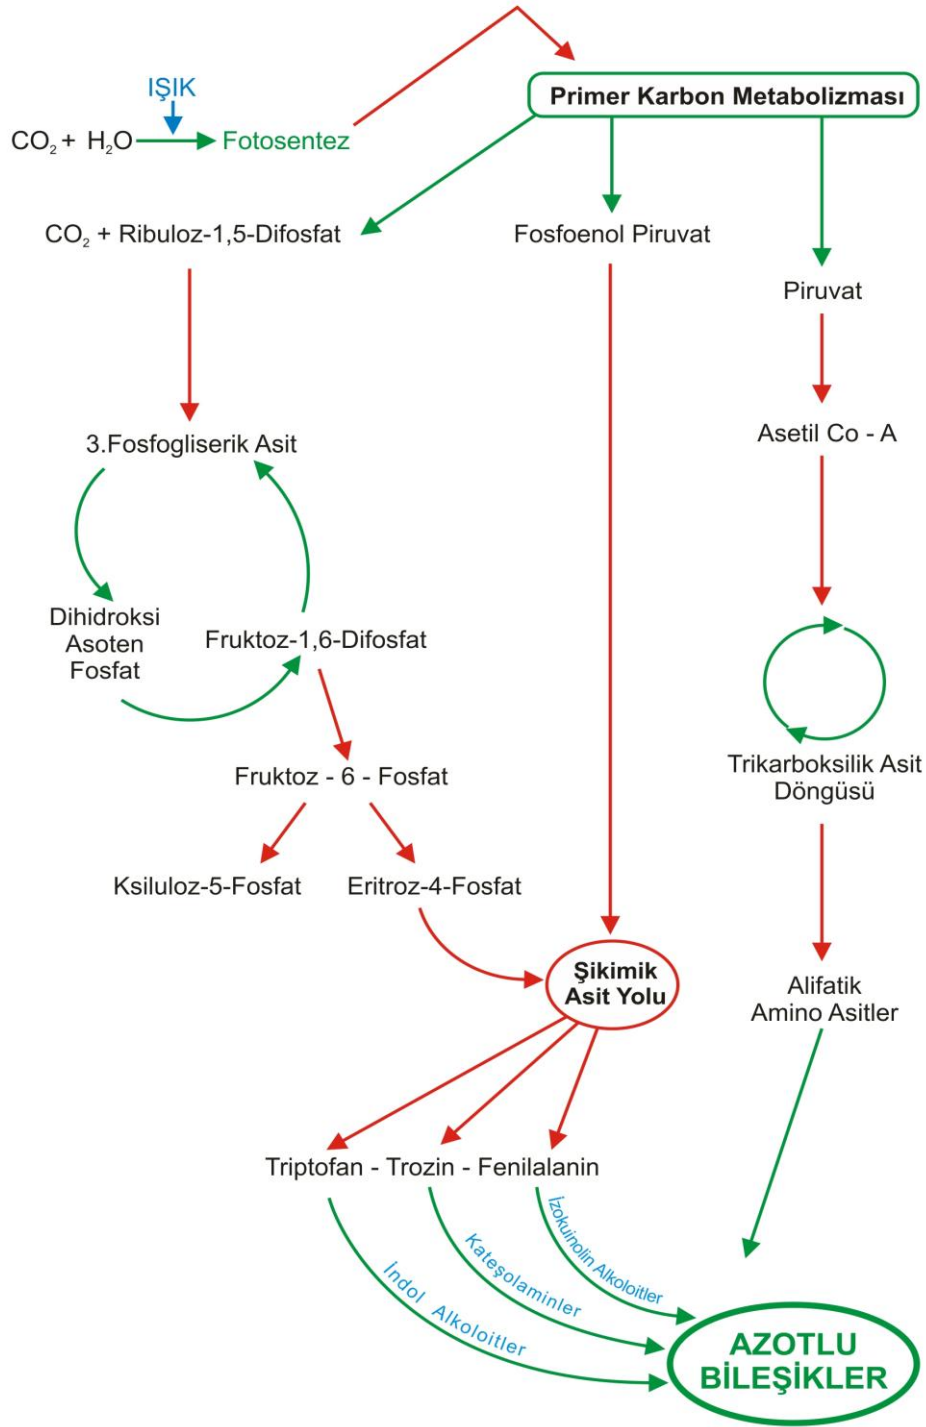 IŞIK
Primer Karbon Metabolizması
CO2 + H2O
Fotosentez
CO2 + Ribuloz-1,5-Difosfat
Fosfoenol Piruvat
Piruvat
Asetil Co - A
3.Fosfogliserik Asit
Dihidroksi
Asoten
Fosfat
Fruktoz-1,6-Difosfat
Trikarboksilik Asit
Döngüsü
Fruktoz - 6 - Fosfat
Ksiluloz-5-Fosfat
Eritroz-4-Fosfat
Şikimik
Asit Yolu
Alifatik
Amino Asitler
Triptofan - Trozin - Fenilalanin
İndol Alkoloitler
Kateşolaminler
İzokuinolin Alkoloitler
AZOTLU
BİLEŞİKLER